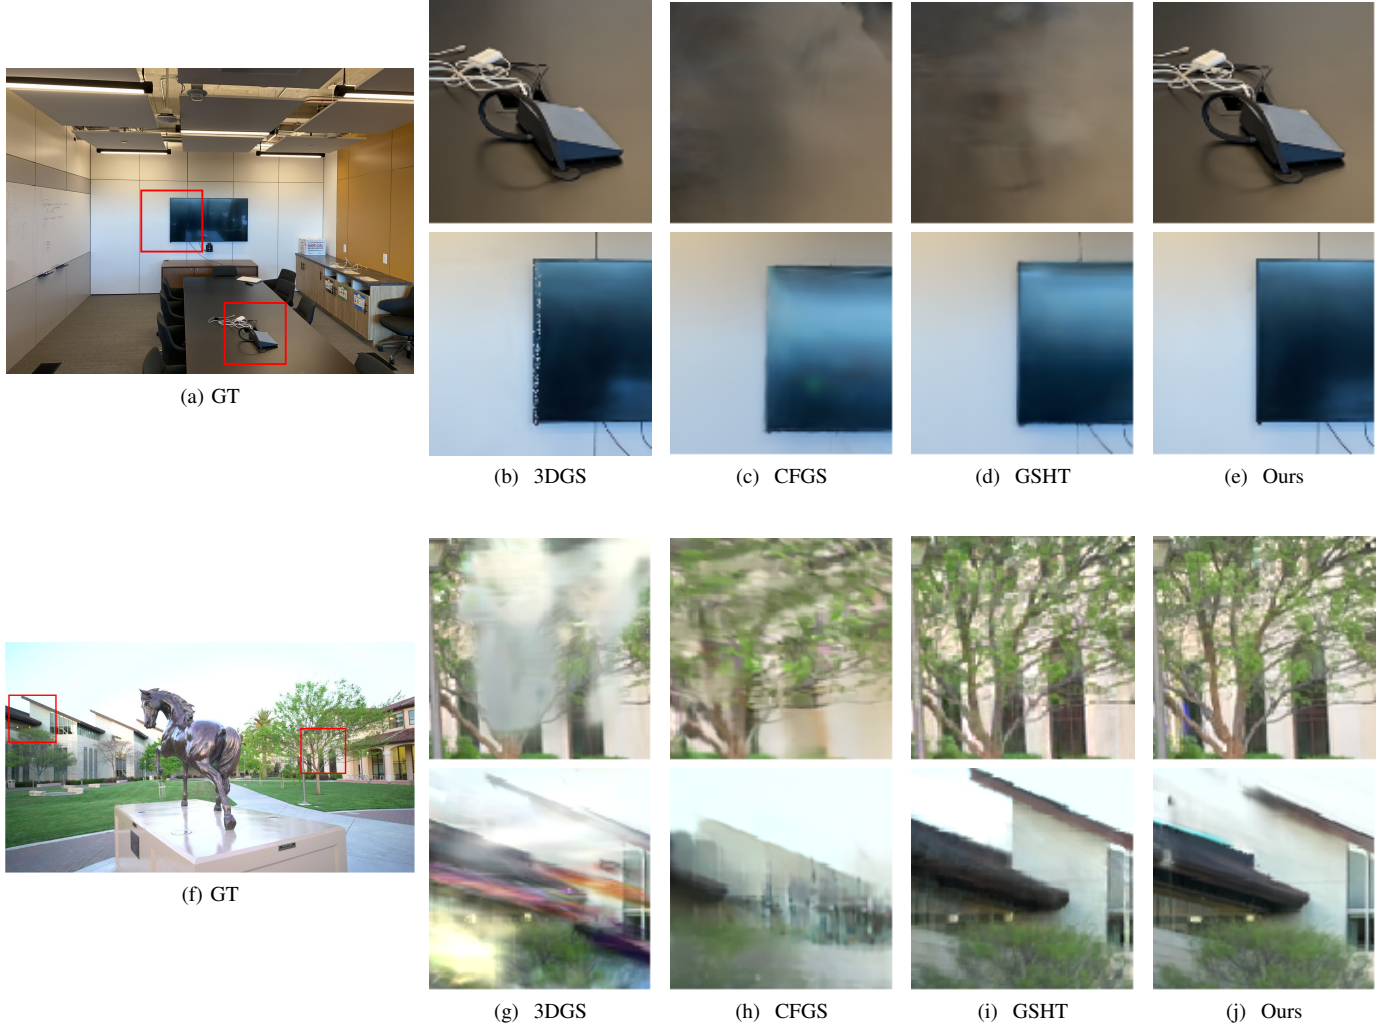 (a) GT
(b) 3DGS
(c) CFGS
(d) GSHT
(e) Ours
(f) GT
(g) 3DGS
(h) CFGS
(i) GSHT
(j) Ours